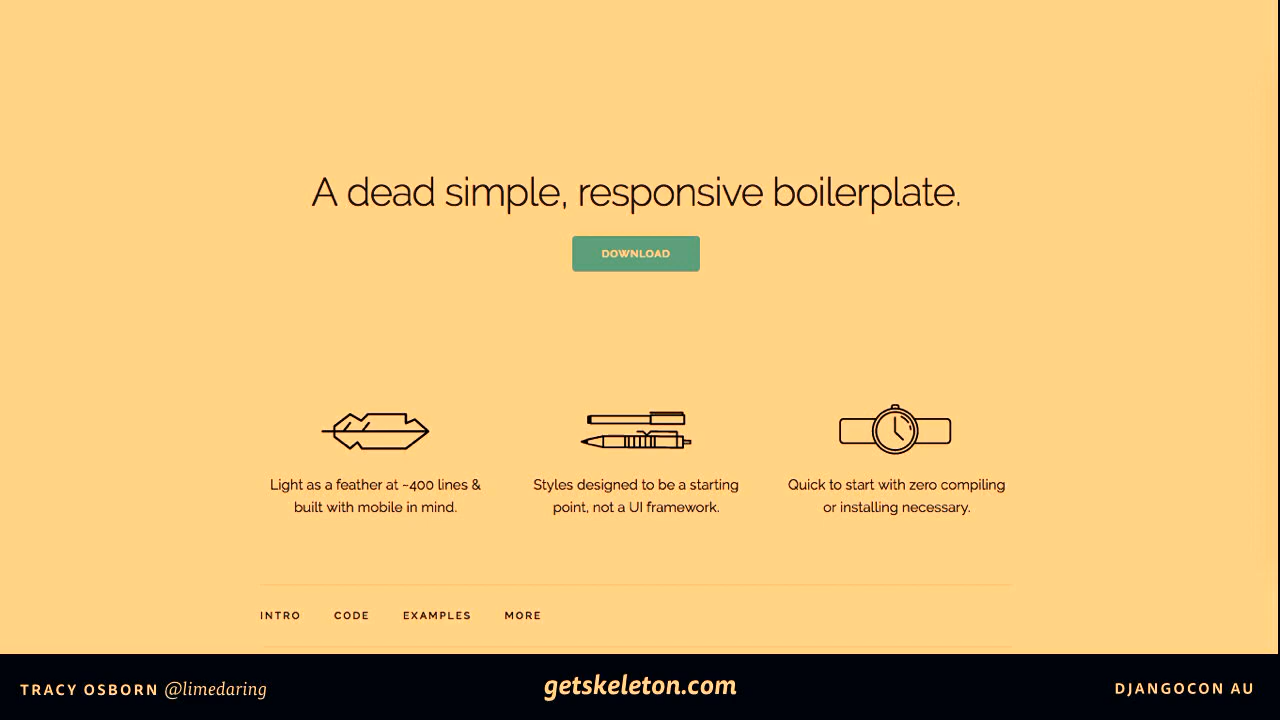 A dead simple, responsive boilerplate.
DOWNLOAD
Light as a feather at ~400 lines &
built with mobile in mind.
Styles designed to be a starting
point, not a UI framework.
Quick to start with zero compiling
or installing necessary.
INTRO CODE EXAMPLES MORE
TRACY OSBORN @limedaring
getskeleton.com
DJANGOCON AU